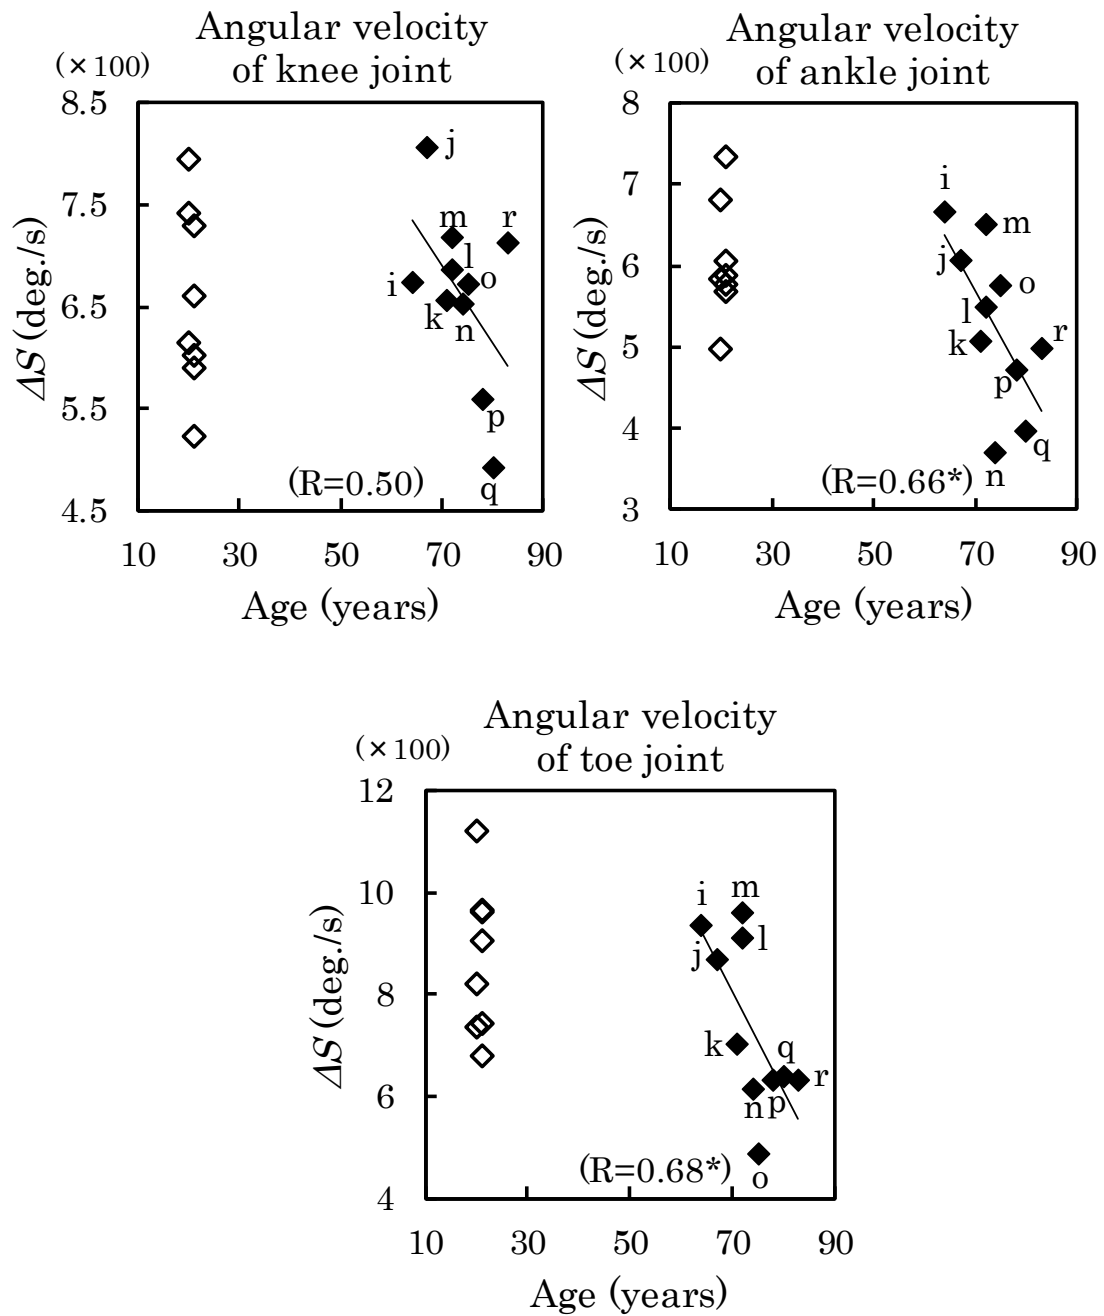 Angular velocity
of knee joint
(×100)
8.5
7.5
6.5
5.5
4.5
ΔS (deg./s)
j
m
r
l
i
o
k
n
p
q
(R=0.50)
10 30 50 70 90
Age (years)
Angular velocity
of ankle joint
(×100)
8
7
6
5
4
3
ΔS (deg./s)
i
m
j
o
l
k
r
p
q
n
(R=0.66*)
10 30 50 70 90
Age (years)
Angular velocity
of toe joint
(×100)
12
10
8
6
4
ΔS (deg./s)
i
m
j
l
k
q
r
n
p
o
(R=0.68*)
10 30 50 70 90
Age (years)